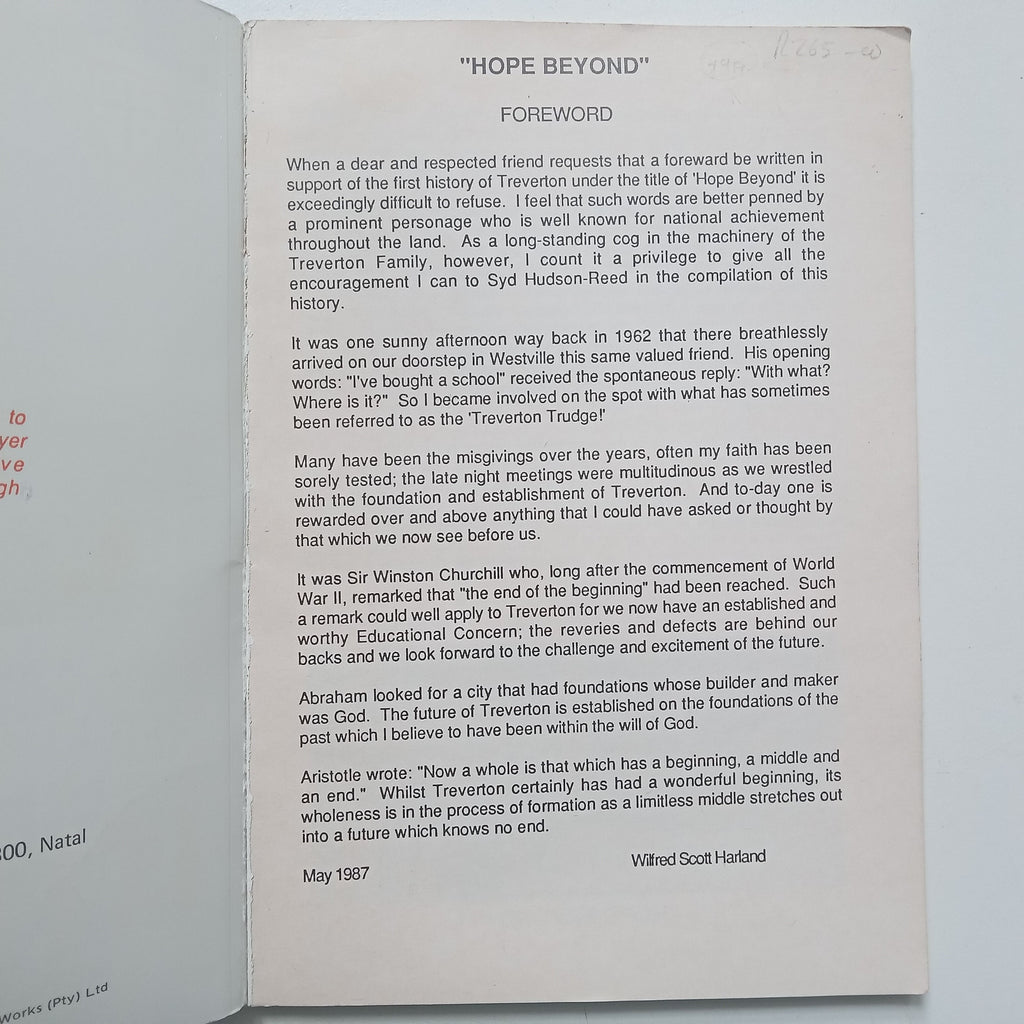 to
yer
ve
gh
00, Natal
Works (Pty) Ltd
R265-00
"HOPE BEYOND"
FOREWORD
When a dear and respected friend requests that a foreward be written in
support of the first history of Treverton under the title of 'Hope Beyond' it is
exceedingly difficult to refuse. I feel that such words are better penned by
a prominent personage who is well known for national achievement
throughout the land. As a long-standing cog in the machinery of the
Treverton Family, however, I count it a privilege to give all the
encouragement I can to Syd Hudson-Reed in the compilation of this
history.
It was one sunny afternoon way back in 1962 that there breathlessly
arrived on our doorstep in Westville this same valued friend. His opening
words: "I've bought a school" received the spontaneous reply: "With what?
Where is it?" So I became involved on the spot with what has sometimes
been referred to as the 'Treverton Trudge!'
Many have been the misgivings over the years, often my faith has been
sorely tested; the late night meetings were multitudinous as we wrestled
with the foundation and establishment of Treverton. And to-day one is
rewarded over and above anything that I could have asked or thought by
that which we now see before us.
It was Sir Winston Churchill who, long after the commencement of World
War II, remarked that "the end of the beginning" had been reached. Such
a remark could well apply to Treverton for we now have an established and
worthy Educational Concern; the reveries and defects are behind our
backs and we look forward to the challenge and excitement of the future.
Abraham looked for a city that had foundations whose builder and maker
was God. The future of Treverton is established on the foundations of the
past which I believe to have been within the will of God.
Aristotle wrote: "Now a whole is that which has a beginning, a middle and
an end." Whilst Treverton certainly has had a wonderful beginning, its
wholeness is in the process of formation as a limitless middle stretches out
into a future which knows no end.
May 1987 Wilfred Scott Harland